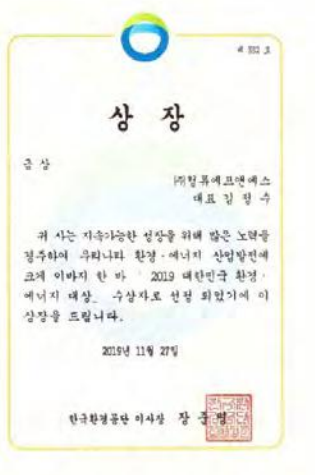 제 332 호
상 장
금 상
㈜청류에프앤에스
대표 김 정 수
귀 사는 지속가능한 성장을 위해 많은 노력을
경주하여 우리나라 환경·에너지 산업발전에
크게 이바지 한 바 「2019 대한민국 환경·
에너지 대상」 수상자로 선정 되었기에 이
상장을 드립니다.
2019년 11월 27일
한국환경공단 이사장 장 준 영